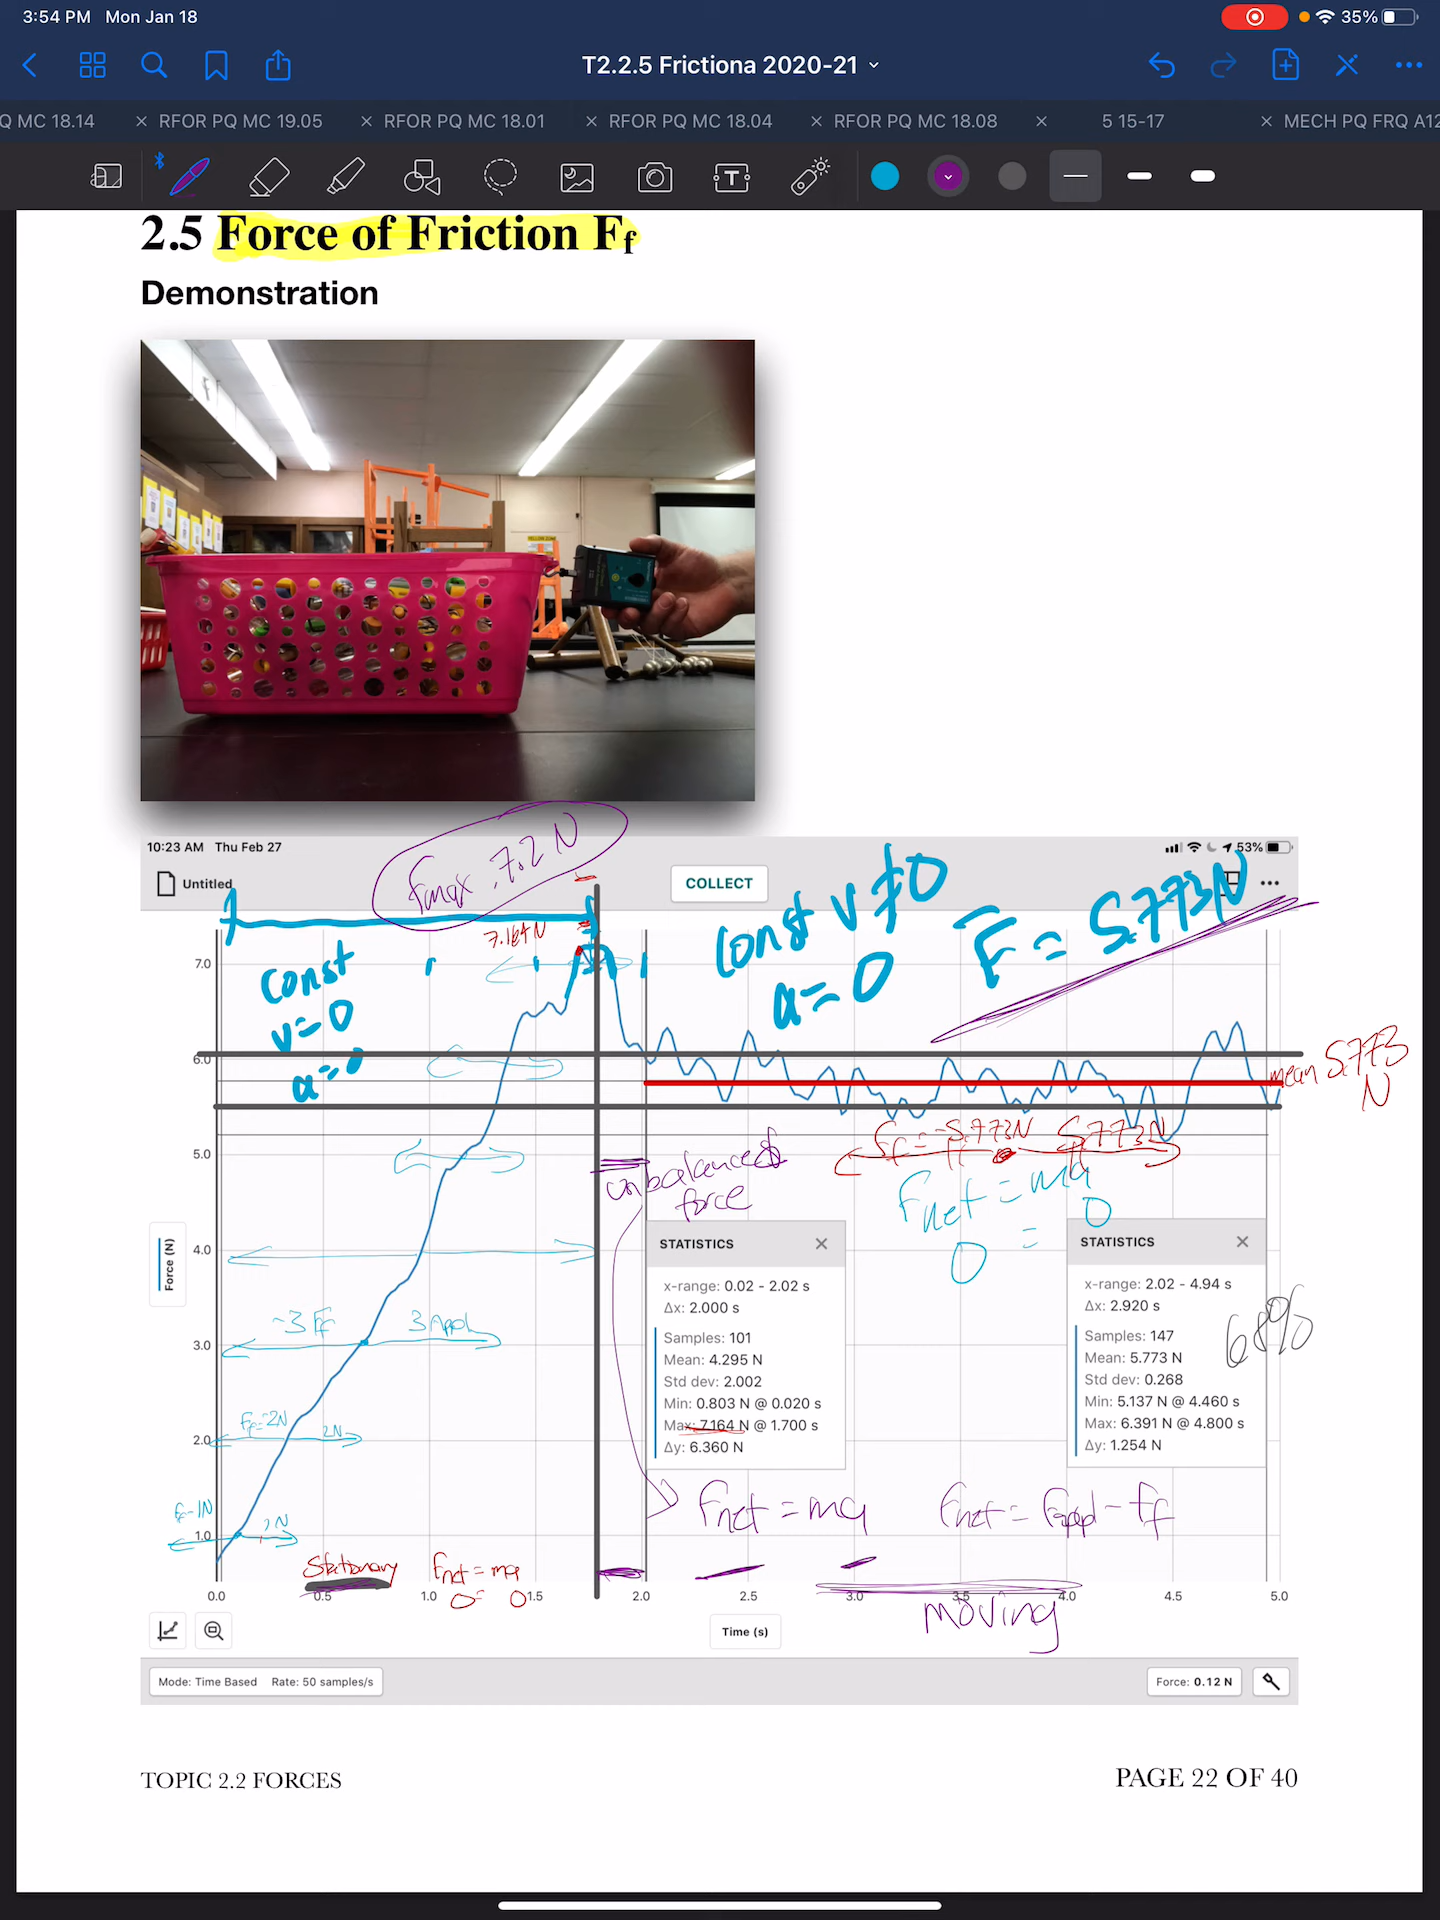 3:54 PM Mon Jan 18
35%
T2.2.5 Frictiona 2020-21
Q MC 18.14
RFOR PQ MC 19.05
RFOR PQ MC 18.01
RFOR PQ MC 18.04
RFOR PQ MC 18.08
5 15-17
MECH PQ FRQ A12
2.5 Force of Friction Ff
Demonstration
10:23 AM Thu Feb 27
53%
Untitled
Fmax, 7.2 N
COLLECT
const v ≠ 0
a = 0
F = 5.773N
7.164 N
const
v = 0
a = 0
7.0
6.0
mean 5.773
N
5.0
Ff = -5.773N 5.773N
unbalanced
force
Fnet = ma
0 = 0
4.0
Force (N)
-3 Ff 3 Appl
3.0
Ff = 2N 2N
2.0
1.0
STATISTICS
x-range: 0.02 - 2.02 s
Δx: 2.000 s
Samples: 101
Mean: 4.295 N
Std dev: 2.002
Min: 0.803 N @ 0.020 s
Max: 7.164 N @ 1.700 s
Δy: 6.360 N
STATISTICS
x-range: 2.02 - 4.94 s
Δx: 2.920 s
Samples: 147
Mean: 5.773 N
Std dev: 0.268
Min: 5.137 N @ 4.460 s
Max: 6.391 N @ 4.800 s
Δy: 1.254 N
68%
Fnet = ma
Fnet = Fappl - Ff
Stationary
Fnet = ma
0 = 0
0.0 0.5 1.0 1.5 2.0 2.5 3.0 3.5 4.0 4.5 5.0
moving
Time (s)
Mode: Time Based Rate: 50 samples/s
Force: 0.12 N
TOPIC 2.2 FORCES
PAGE 22 OF 40